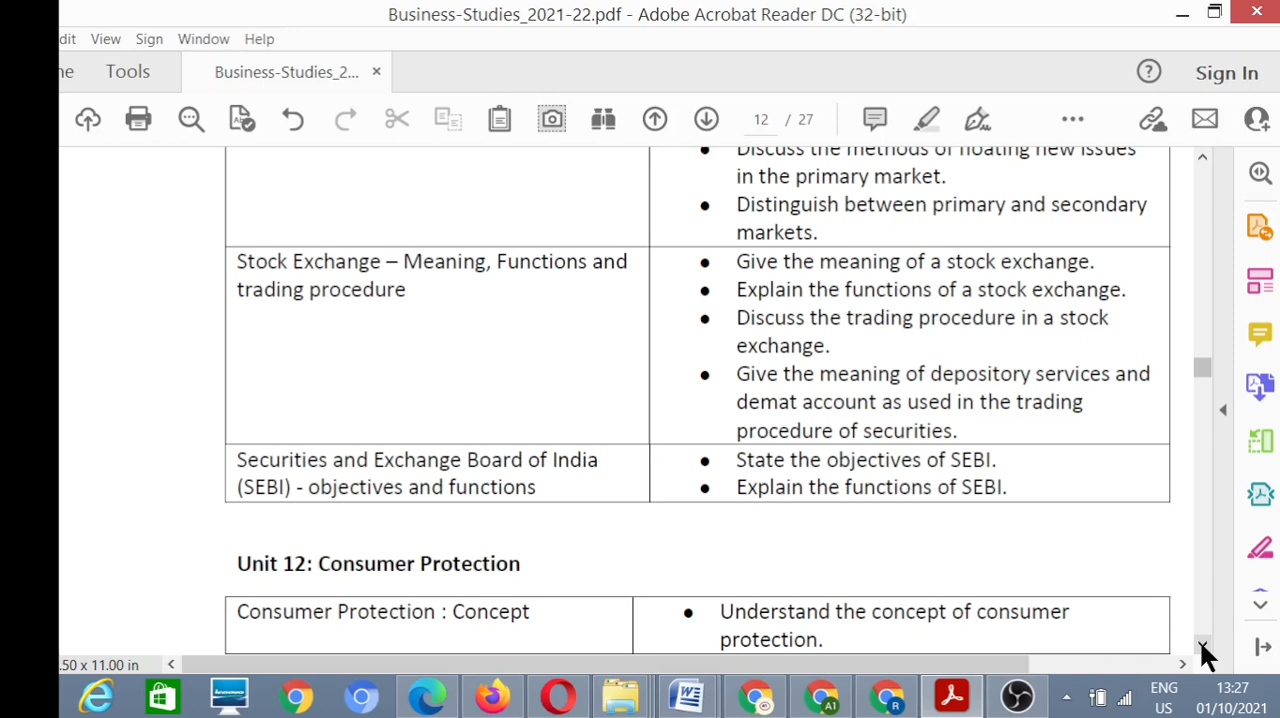 Business-Studies_2021-22.pdf - Adobe Acrobat Reader DC (32-bit)
dit View Sign Window Help
me Tools Business-Studies_2... × Sign In
12 / 27
Discuss the methods of floating new issues
in the primary market.
Distinguish between primary and secondary
markets.
Stock Exchange – Meaning, Functions and
trading procedure
Give the meaning of a stock exchange.
Explain the functions of a stock exchange.
Discuss the trading procedure in a stock
exchange.
Give the meaning of depository services and
demat account as used in the trading
procedure of securities.
Securities and Exchange Board of India
(SEBI) - objectives and functions
State the objectives of SEBI.
Explain the functions of SEBI.
Unit 12: Consumer Protection
Consumer Protection : Concept
Understand the concept of consumer
protection.
.50 x 11.00 in
ENG 13:27
US 01/10/2021